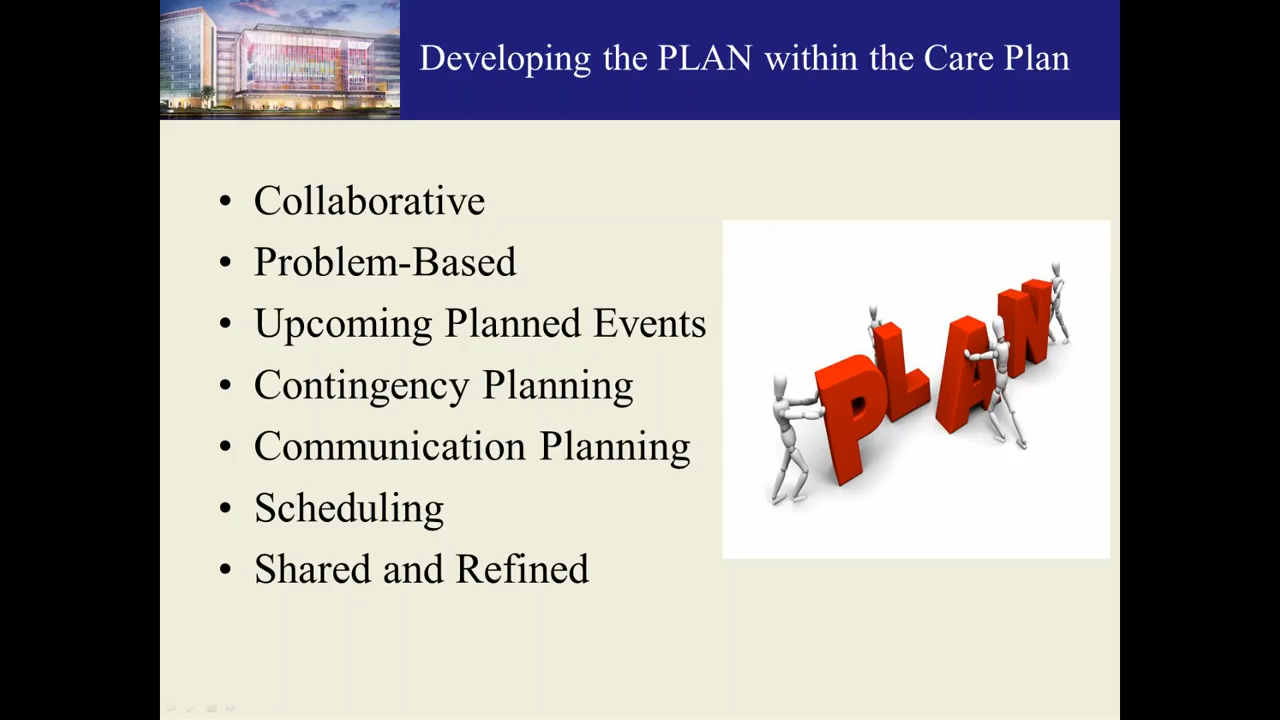 Developing the PLAN within the Care Plan
• Collaborative
• Problem-Based
• Upcoming Planned Events
• Contingency Planning
• Communication Planning
• Scheduling
• Shared and Refined
PLAN